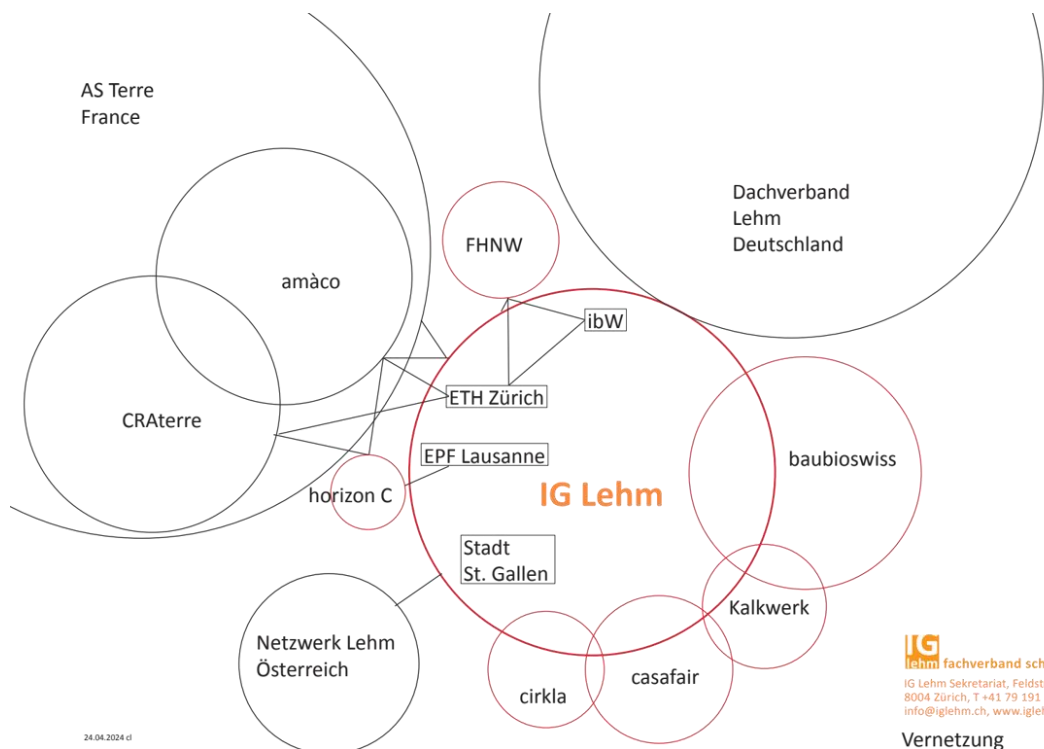 AS Terre
France
Dachverband
Lehm
Deutschland
FHNW
amàco
ibW
ETH Zürich
CRAterre
EPF Lausanne
baubioswiss
horizon C
IG Lehm
Stadt
St. Gallen
Kalkwerk
Netzwerk Lehm
Österreich
casafair
cirkla
IG
lehm fachverband sch
IG Lehm Sekretariat, Feldst
8004 Zürich, T +41 79 191
info@iglehm.ch, www.igleh
24.04.2024 cl
Vernetzung